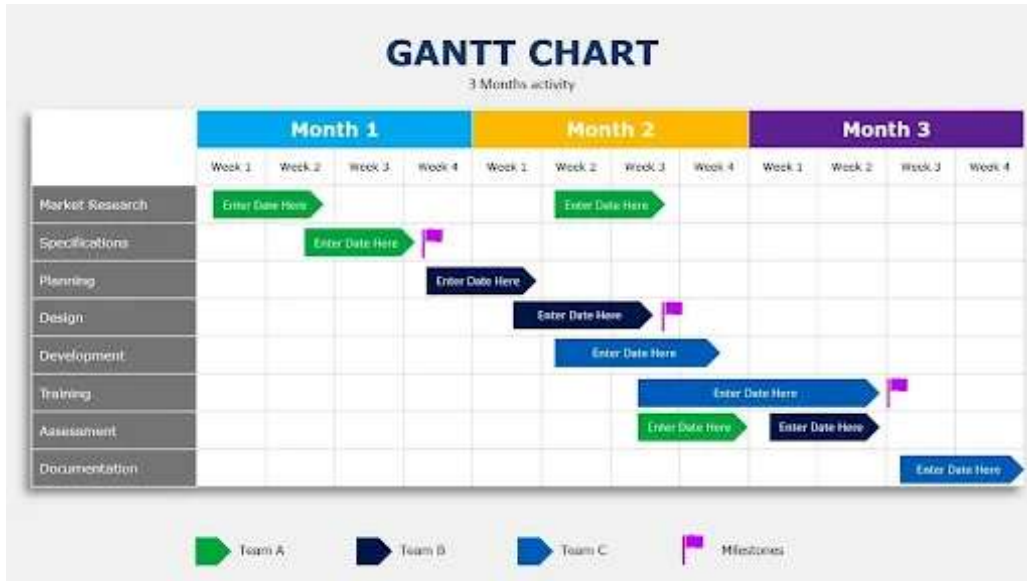 GANTT CHART
3 Months activity
Month 1 Month 2 Month 3
Week 1 Week 2 Week 3 Week 4 Week 1 Week 2 Week 3 Week 4 Week 1 Week 2 Week 3 Week 4
Market Research Enter Date Here Enter Date Here
Specifications Enter Date Here
Planning Enter Date Here
Design Enter Date Here
Development Enter Date Here
Training Enter Date Here
Assessment Enter Date Here Enter Date Here
Documentation Enter Date Here
Team A Team B Team C Milestones